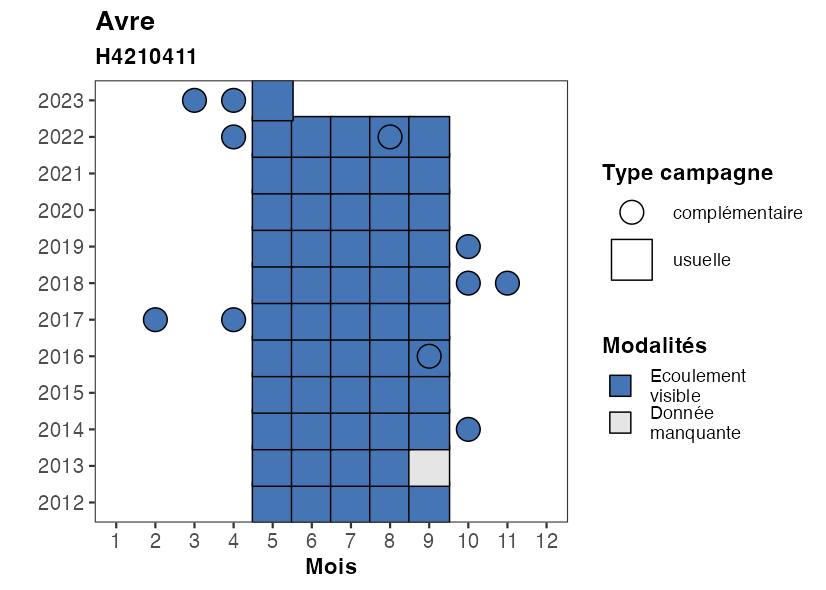 Avre
H4210411
2023
2022
2021
2020
2019
2018
2017
2016
2015
2014
2013
2012
1 2 3 4 5 6 7 8 9 10 11 12
Mois
Type campagne
complémentaire
usuelle
Modalités
Ecoulement
visible
Donnée
manquante